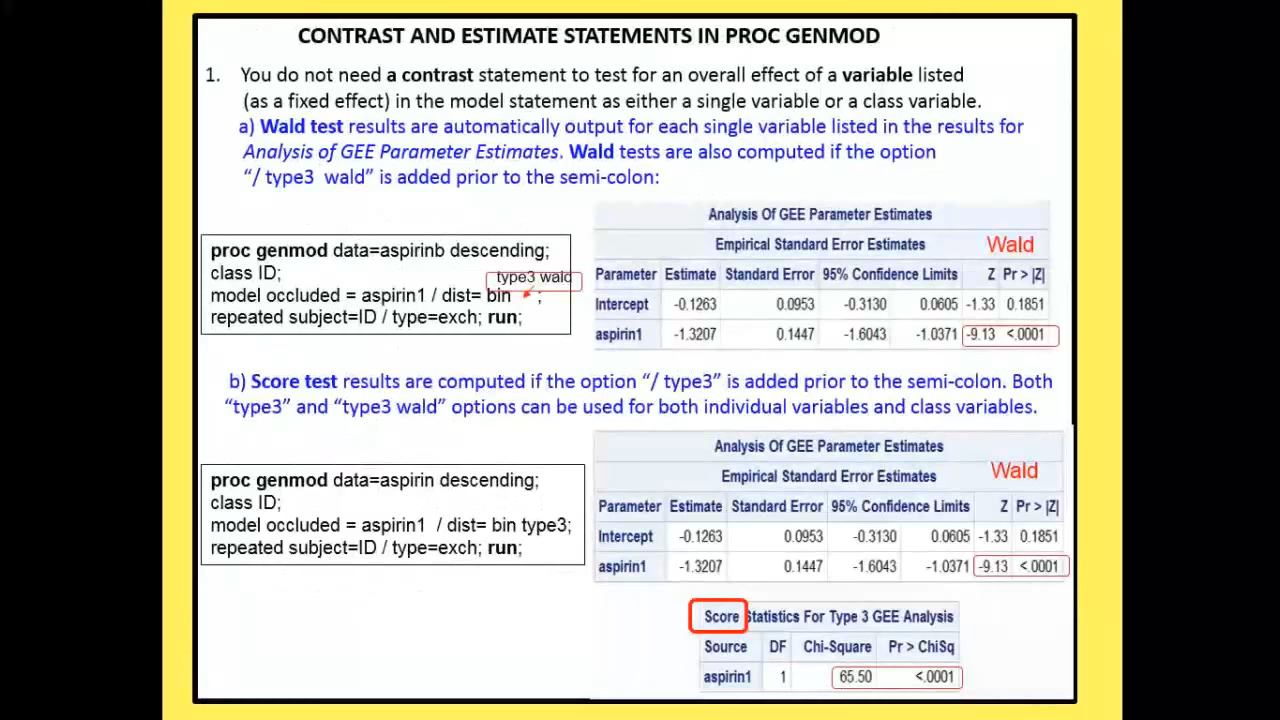 CONTRAST AND ESTIMATE STATEMENTS IN PROC GENMOD
1. You do not need a contrast statement to test for an overall effect of a variable listed
(as a fixed effect) in the model statement as either a single variable or a class variable.
a) Wald test results are automatically output for each single variable listed in the results for
Analysis of GEE Parameter Estimates. Wald tests are also computed if the option
“/ type3 wald” is added prior to the semi-colon:
proc genmod data=aspirinb descending;
class ID;
type3 wald
model occluded = aspirin1 / dist= bin ;
repeated subject=ID / type=exch; run;
Analysis Of GEE Parameter Estimates
Empirical Standard Error Estimates Wald
Parameter Estimate Standard Error 95% Confidence Limits Z Pr > |Z|
Intercept -0.1263 0.0953 -0.3130 0.0605 -1.33 0.1851
aspirin1 -1.3207 0.1447 -1.6043 -1.0371 -9.13 <.0001
b) Score test results are computed if the option “/ type3” is added prior to the semi-colon. Both
“type3” and “type3 wald” options can be used for both individual variables and class variables.
proc genmod data=aspirin descending;
class ID;
model occluded = aspirin1 / dist= bin type3;
repeated subject=ID / type=exch; run;
Analysis Of GEE Parameter Estimates
Empirical Standard Error Estimates Wald
Parameter Estimate Standard Error 95% Confidence Limits Z Pr > |Z|
Intercept -0.1263 0.0953 -0.3130 0.0605 -1.33 0.1851
aspirin1 -1.3207 0.1447 -1.6043 -1.0371 -9.13 <.0001
Score Statistics For Type 3 GEE Analysis
Source DF Chi-Square Pr > ChiSq
aspirin1 1 65.50 <.0001